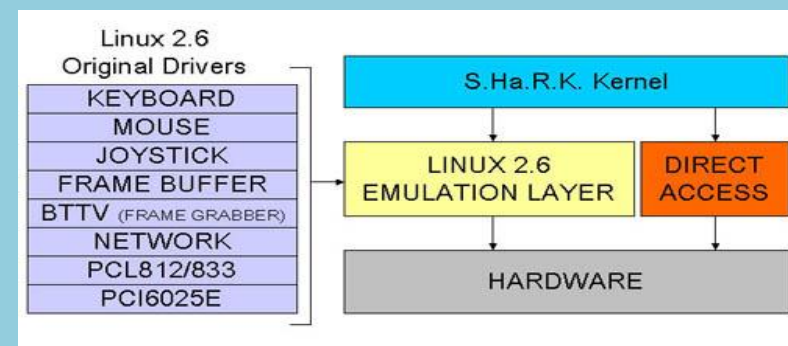 Linux 2.6
Original Drivers
KEYBOARD
MOUSE
JOYSTICK
FRAME BUFFER
BTTV (FRAME GRABBER)
NETWORK
PCL812/833
PCI6025E
S.Ha.R.K. Kernel
LINUX 2.6
EMULATION LAYER
DIRECT
ACCESS
HARDWARE